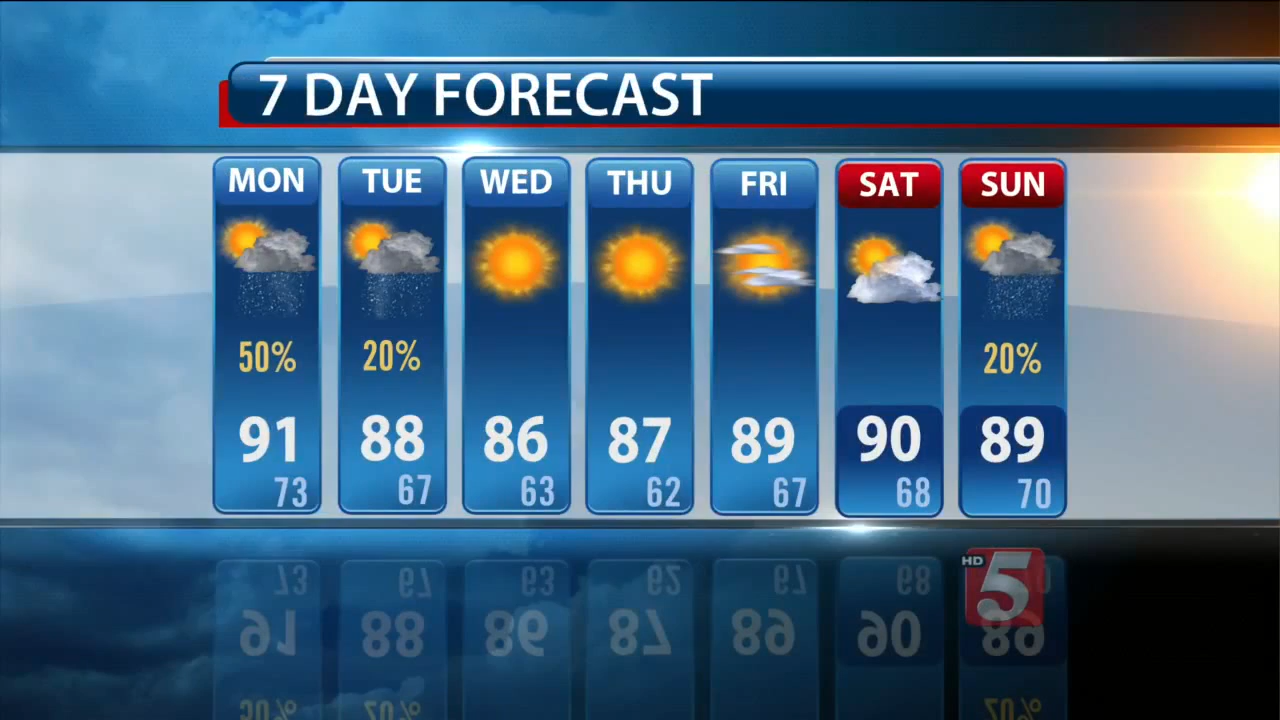 7 DAY FORECAST
MON TUE WED THU FRI SAT SUN
50% 20% 20%
91 88 86 87 89 90 89
73 67 63 62 67 68 70
HD 5